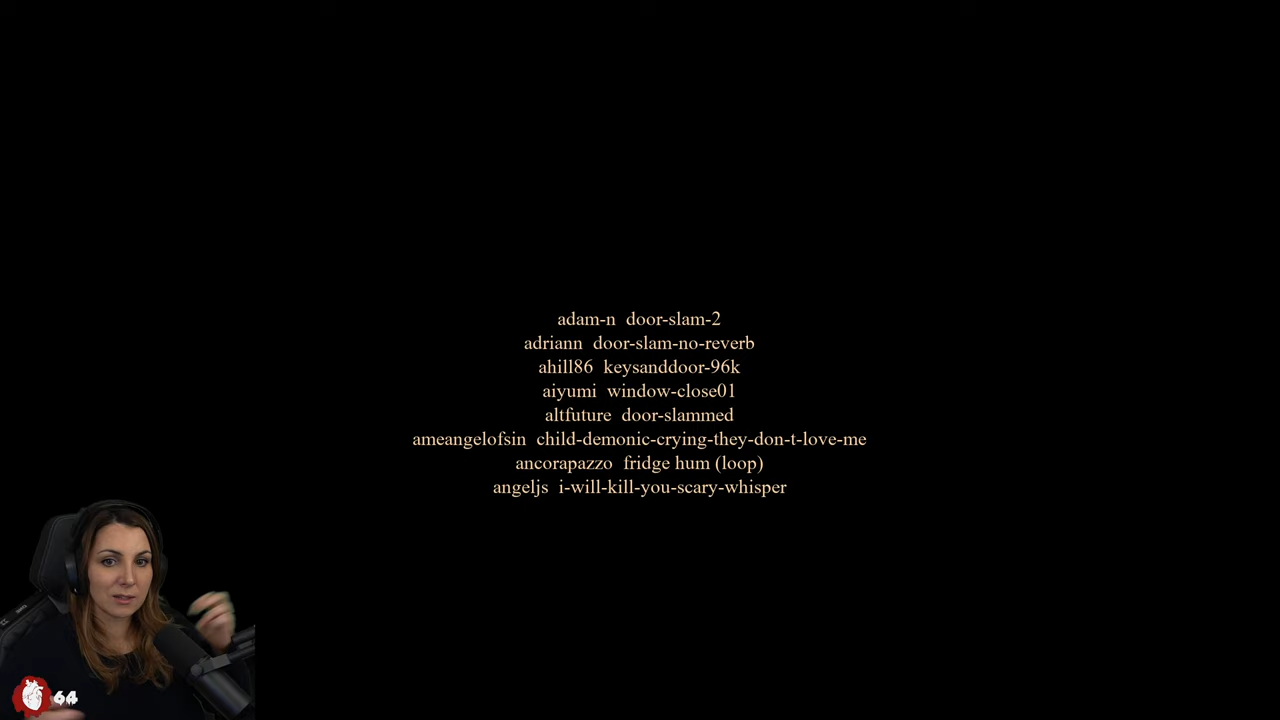 adam-n door-slam-2
adriann door-slam-no-reverb
ahill86 keysanddoor-96k
aiyumi window-close01
altfuture door-slammed
ameangelofsin child-demonic-crying-they-don-t-love-me
ancorapazzo fridge hum (loop)
angeljs i-will-kill-you-scary-whisper
64